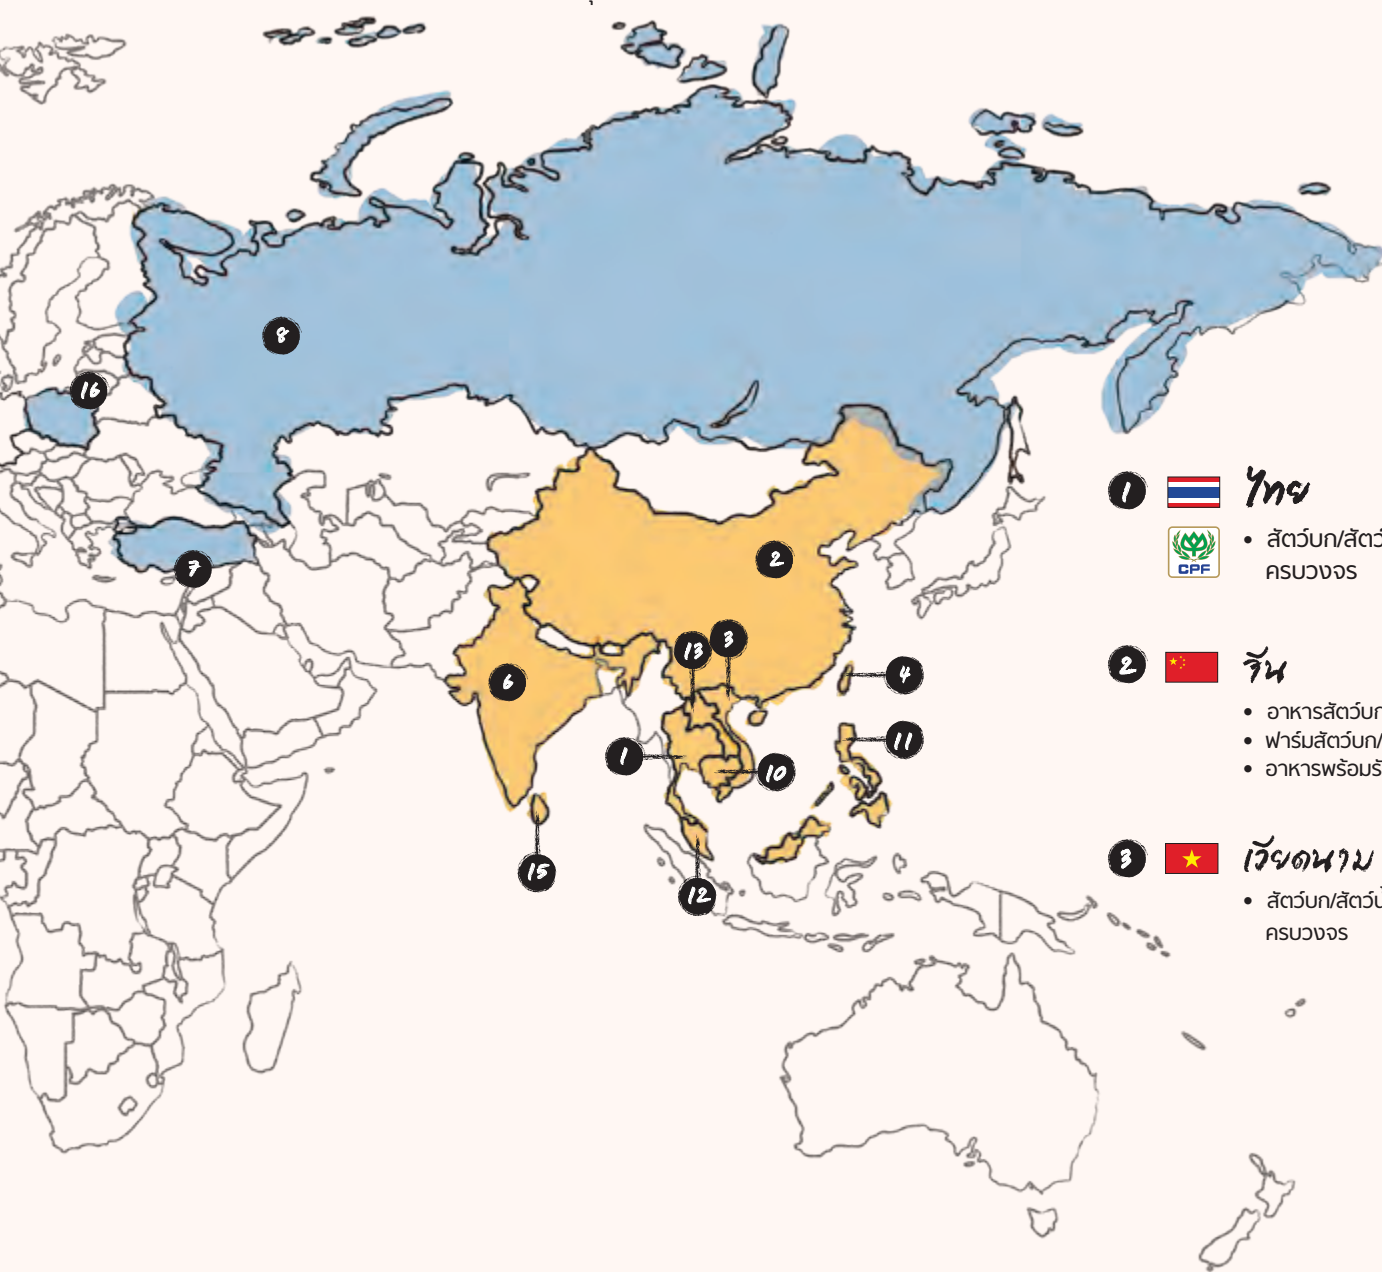 8
16
7
2
13
3
6
4
11
1
10
15
12
1 ไทย
CPF
• สัตว์บก/สัตว์
ครบวงจร
2 จีน
• อาหารสัตว์บก
• ฟาร์มสัตว์บก/
• อาหารพร้อมรั
3 เวียดนาม
• สัตว์บก/สัตว์น้
ครบวงจร